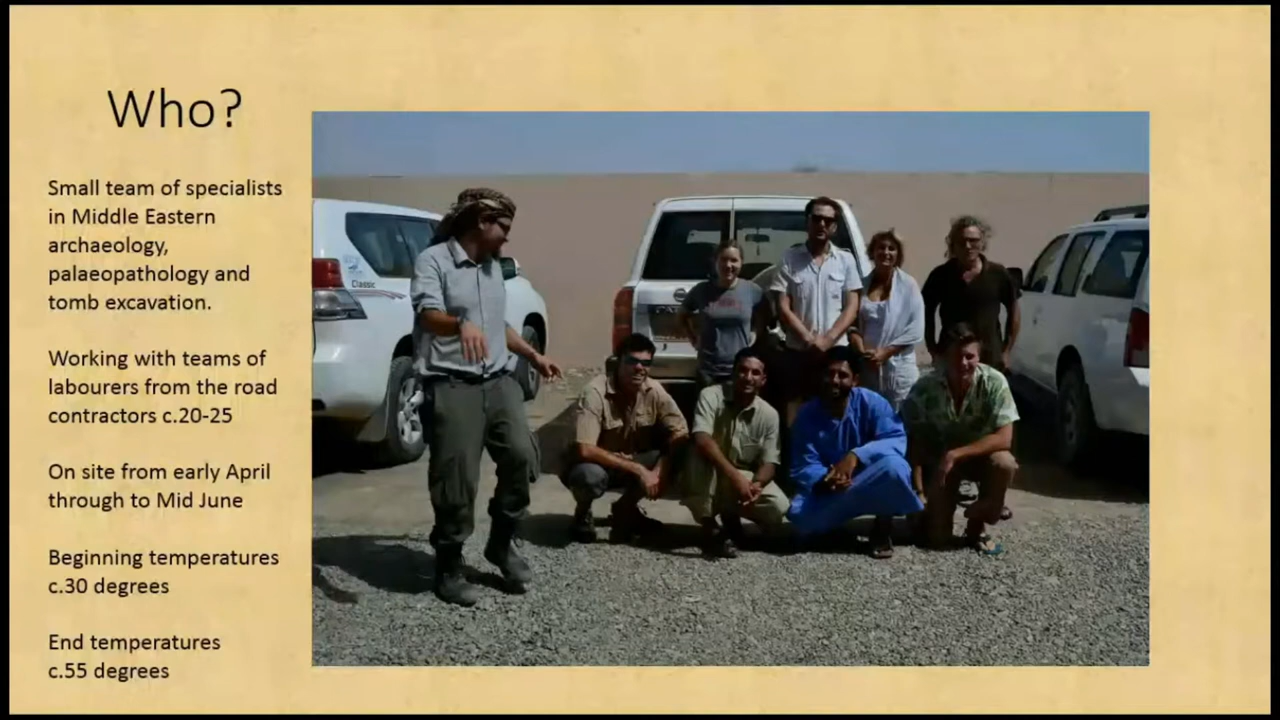 Who?
Small team of specialists
in Middle Eastern
archaeology,
palaeopathology and
tomb excavation.
Working with teams of
labourers from the road
contractors c.20-25
On site from early April
through to Mid June
Beginning temperatures
c.30 degrees
End temperatures
c.55 degrees
Classic